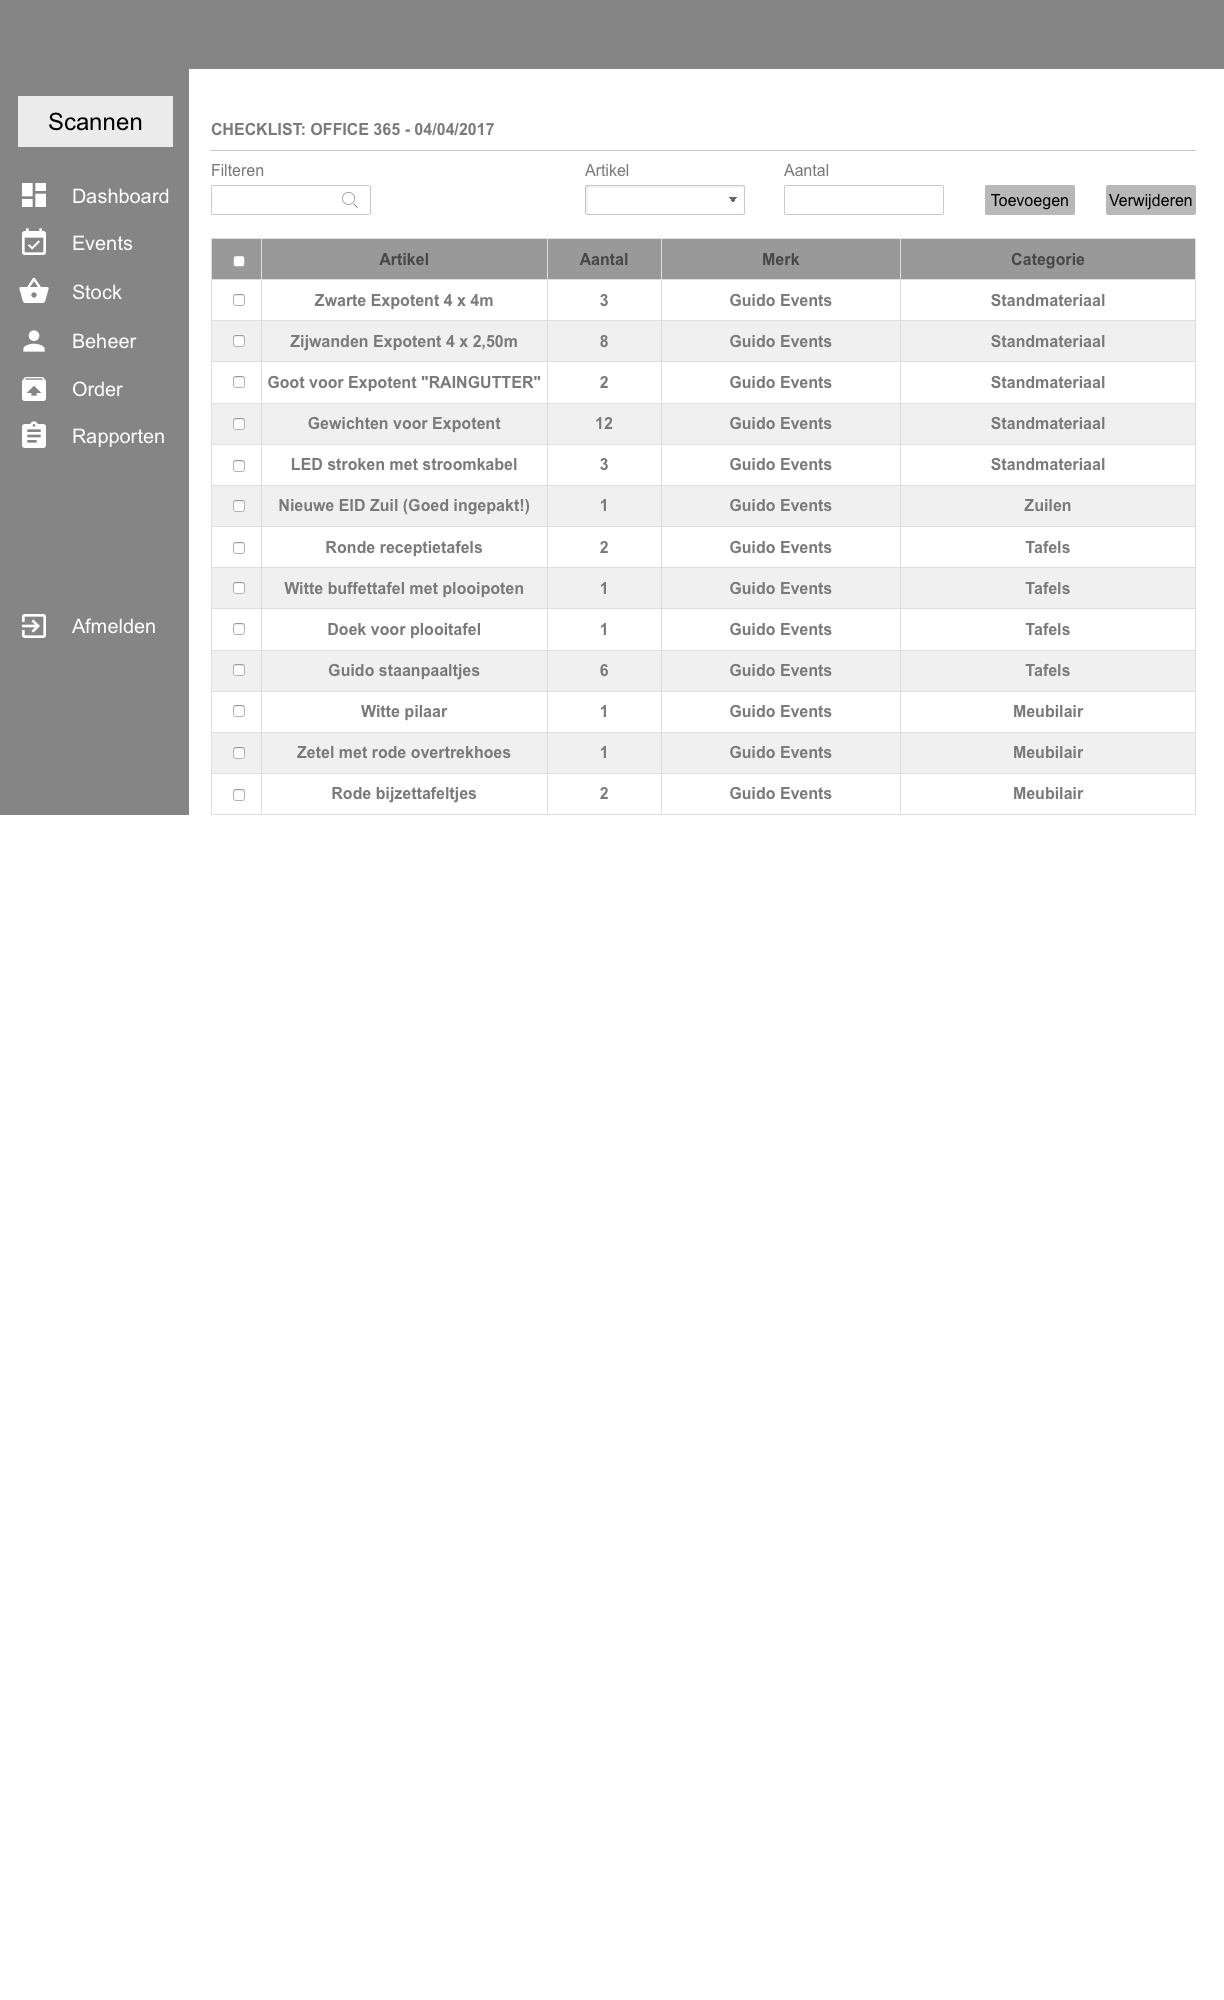 Scannen
Dashboard
Events
Stock
Beheer
Order
Rapporten
Afmelden
CHECKLIST: OFFICE 365 - 04/04/2017
Filteren Artikel Aantal
Toevoegen Verwijderen
Artikel Aantal Merk Categorie
Zwarte Expotent 4 x 4m 3 Guido Events Standmateriaal
Zijwanden Expotent 4 x 2,50m 8 Guido Events Standmateriaal
Goot voor Expotent "RAINGUTTER" 2 Guido Events Standmateriaal
Gewichten voor Expotent 12 Guido Events Standmateriaal
LED stroken met stroomkabel 3 Guido Events Standmateriaal
Nieuwe EID Zuil (Goed ingepakt!) 1 Guido Events Zuilen
Ronde receptietafels 2 Guido Events Tafels
Witte buffettafel met plooipoten 1 Guido Events Tafels
Doek voor plooitafel 1 Guido Events Tafels
Guido staanpaaltjes 6 Guido Events Tafels
Witte pilaar 1 Guido Events Meubilair
Zetel met rode overtrekhoes 1 Guido Events Meubilair
Rode bijzettafeltjes 2 Guido Events Meubilair